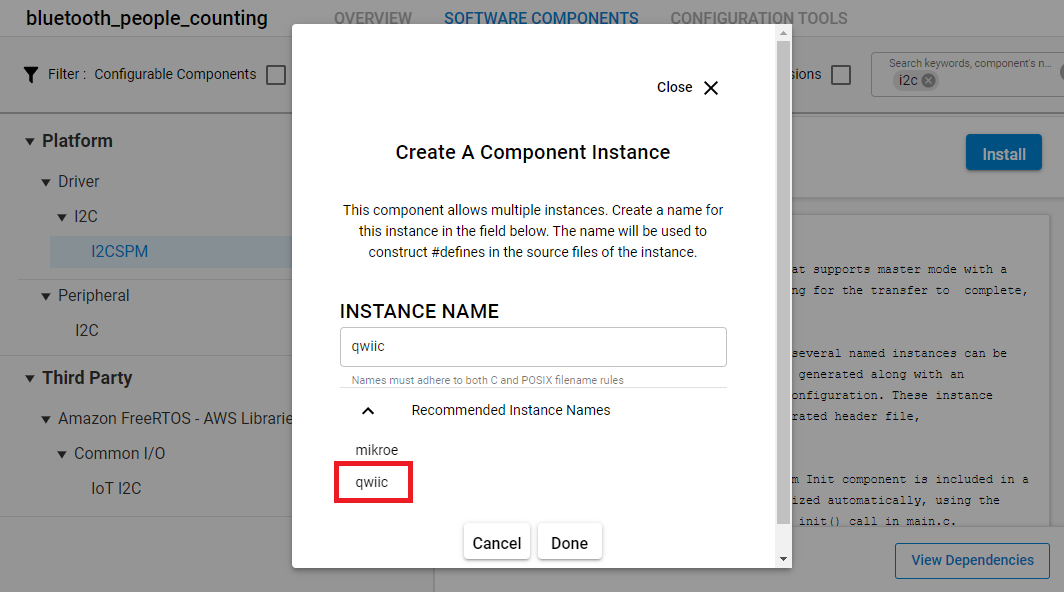 bluetooth_people_counting
OVERVIEW
SOFTWARE COMPONENTS
CONFIGURATION TOOLS
Filter : Configurable Components
sions
Search keywords, component's n...
i2c
Platform
Driver
I2C
I2CSPM
Peripheral
I2C
Third Party
Amazon FreeRTOS - AWS Librarie
Common I/O
IoT I2C
Close
Create A Component Instance
This component allows multiple instances. Create a name for
this instance in the field below. The name will be used to
construct #defines in the source files of the instance.
INSTANCE NAME
qwiic
Names must adhere to both C and POSIX filename rules
Recommended Instance Names
mikroe
qwiic
Cancel
Done
Install
at supports master mode with a
ng for the transfer to complete,
several named instances can be
generated along with an
onfiguration. These instance
rated header file,
m Init component is included in a
ized automatically, using the
init() call in main.c.
View Dependencies